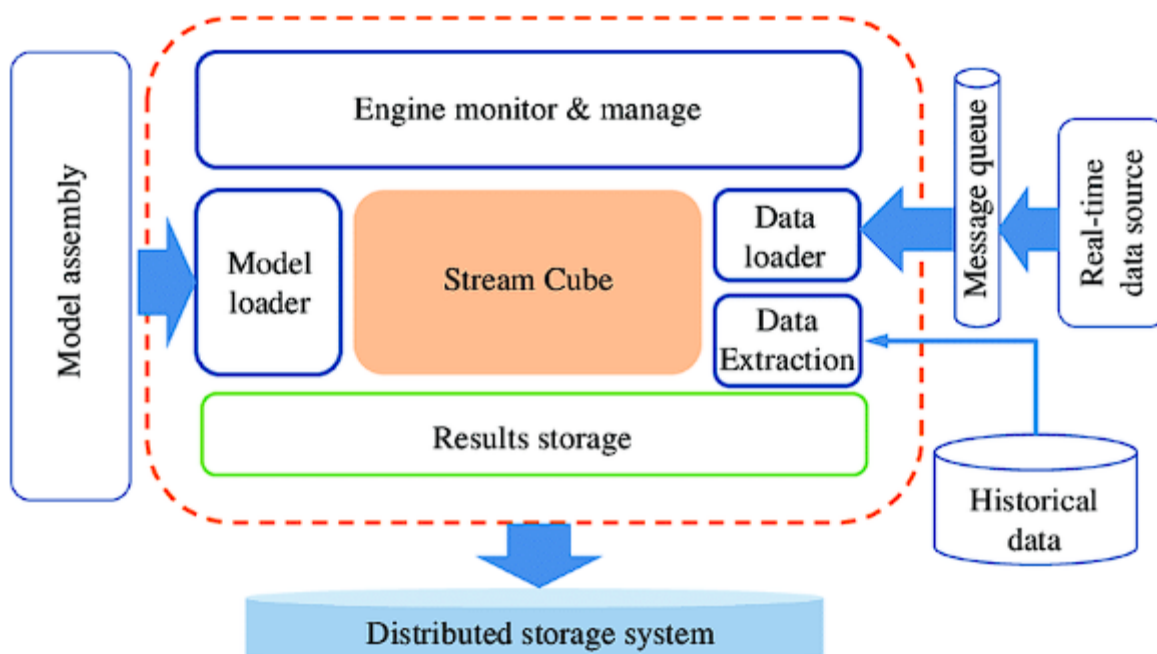 Engine monitor & manage
Model assembly
Model
loader
Stream Cube
Data
loader
Data
Extraction
Message queue
Real-time
data source
Results storage
Historical
data
Distributed storage system